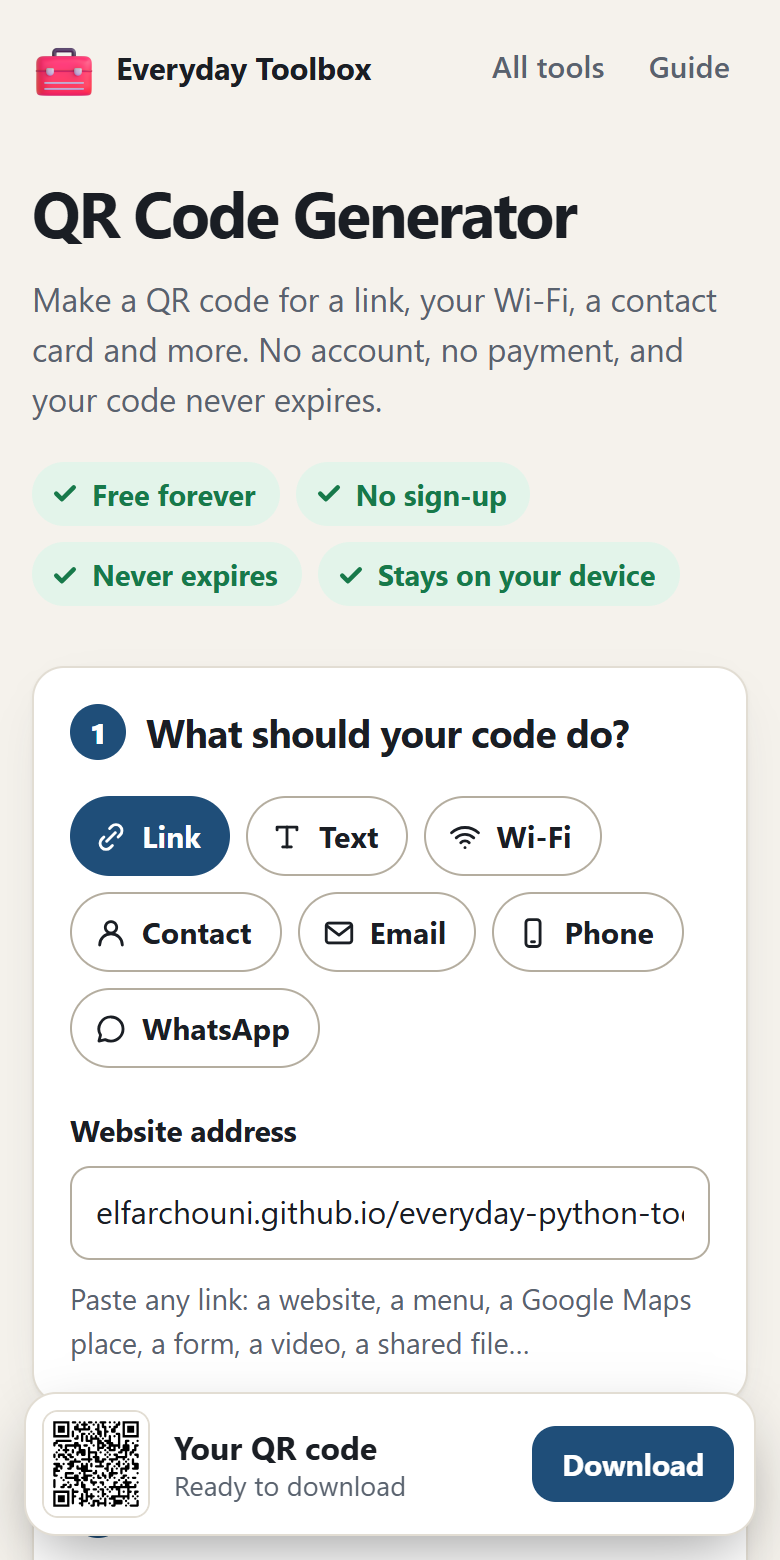 Everyday Toolbox
All tools
Guide
QR Code Generator
Make a QR code for a link, your Wi-Fi, a contact
card and more. No account, no payment, and
your code never expires.
Free forever
No sign-up
Never expires
Stays on your device
1
What should your code do?
Link
Text
Wi-Fi
Contact
Email
Phone
WhatsApp
Website address
elfarchouni.github.io/everyday-python-to
Paste any link: a website, a menu, a Google Maps
place, a form, a video, a shared file...
Your QR code
Ready to download
Download